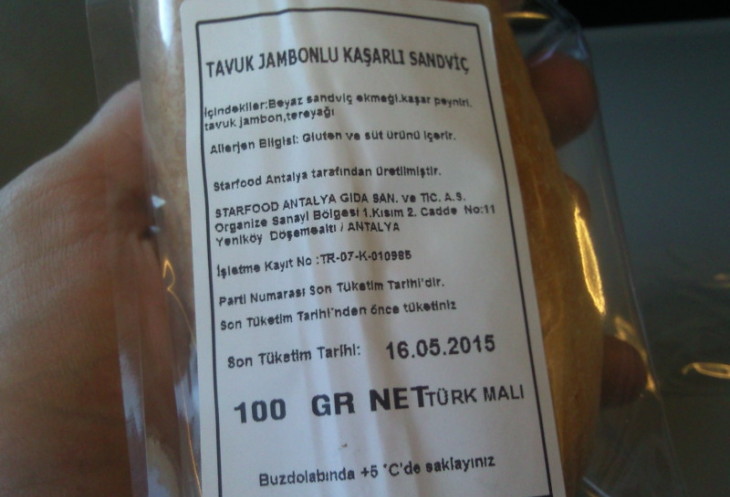 TAVUK JAMBONLU KAŞARLI SANDVİÇ
İçindekiler:Beyaz sandviç ekmeği.kaşar peyniri.
tavuk jambon,tereyağı
Allerjen Bilgisi: Gluten ve süt ürünü içerir.
Starfood Antalya tarafından üretilmiştir.
STARFOOD ANTALYA GIDA SAN. ve TİC. A.S.
Organize Sanayi Bölgesi 1.Kısım 2. Cadde No:11
Yeniköy Döşemealtı / ANTALYA
İşletme Kayıt No :TR-07-K-010985
Parti Numarası Son Tüketim Tarihi'dir.
Son Tüketim Tarihi'nden önce tüketiniz
Son Tüketim Tarihi: 16.05.2015
100 GR NET TÜRK MALI
Buzdolabında +5 °C'de saklayınız